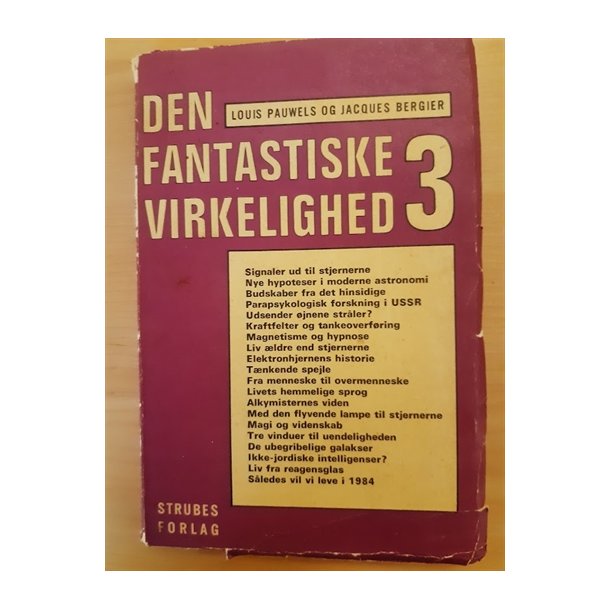 DEN
LOUIS PAUWELS OG JACQUES BERGIER
FANTASTISKE
VIRKELIGHED 3
Signaler ud til stjernerne
Nye hypoteser i moderne astronomi
Budskaber fra det hinsidige
Parapsykologisk forskning i USSR
Udsender øjnene stråler?
Kraftfelter og tankeoverføring
Magnetisme og hypnose
Liv ældre end stjernerne
Elektronhjernens historie
Tænkende spejle
Fra menneske til overmenneske
Livets hemmelige sprog
Alkymisternes viden
Med den flyvende lampe til stjernerne
Magi og videnskab
Tre vinduer til uendeligheden
De ubegribelige galakser
Ikke-jordiske intelligenser?
Liv fra reagensglas
Således vil vi leve i 1984
STRUBES
FORLAG